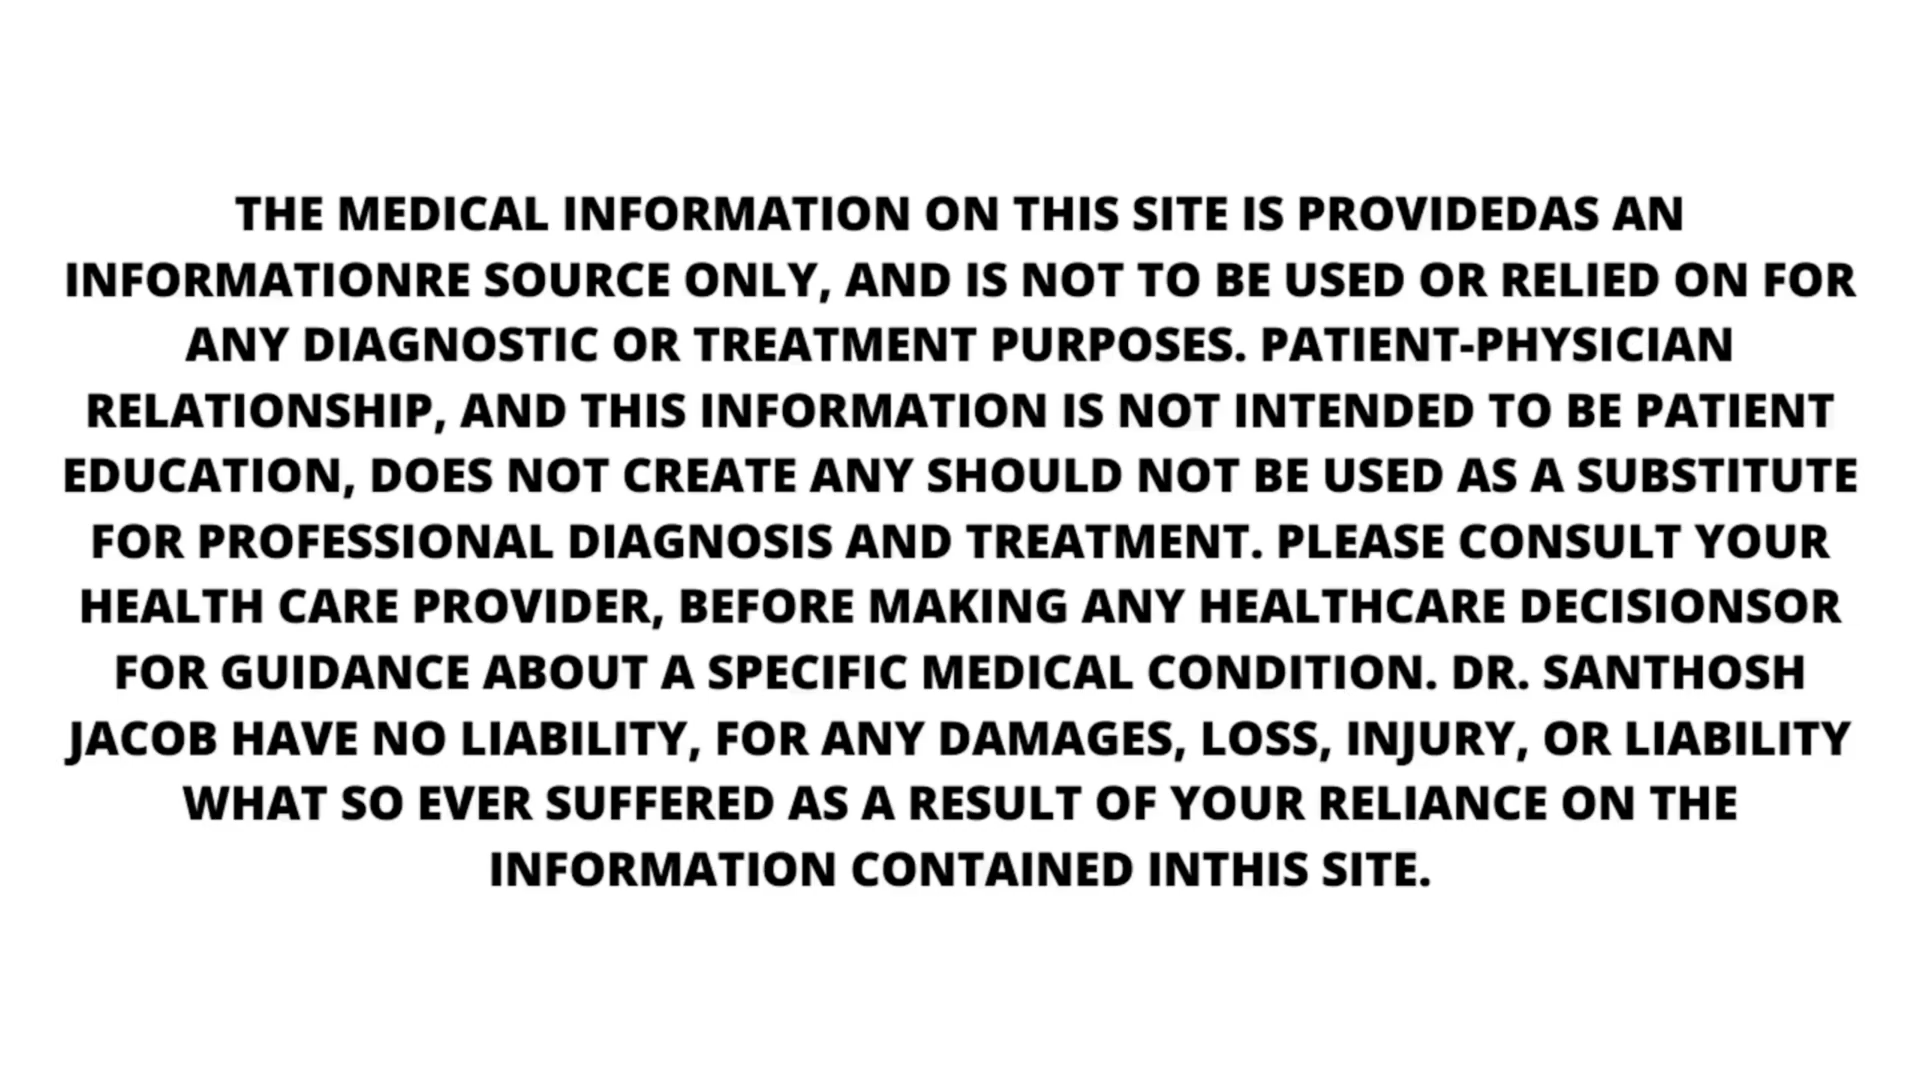 THE MEDICAL INFORMATION ON THIS SITE IS PROVIDEDAS AN
INFORMATIONRE SOURCE ONLY, AND IS NOT TO BE USED OR RELIED ON FOR
ANY DIAGNOSTIC OR TREATMENT PURPOSES. PATIENT-PHYSICIAN
RELATIONSHIP, AND THIS INFORMATION IS NOT INTENDED TO BE PATIENT
EDUCATION, DOES NOT CREATE ANY SHOULD NOT BE USED AS A SUBSTITUTE
FOR PROFESSIONAL DIAGNOSIS AND TREATMENT. PLEASE CONSULT YOUR
HEALTH CARE PROVIDER, BEFORE MAKING ANY HEALTHCARE DECISIONSOR
FOR GUIDANCE ABOUT A SPECIFIC MEDICAL CONDITION. DR. SANTHOSH
JACOB HAVE NO LIABILITY, FOR ANY DAMAGES, LOSS, INJURY, OR LIABILITY
WHAT SO EVER SUFFERED AS A RESULT OF YOUR RELIANCE ON THE
INFORMATION CONTAINED INTHIS SITE.